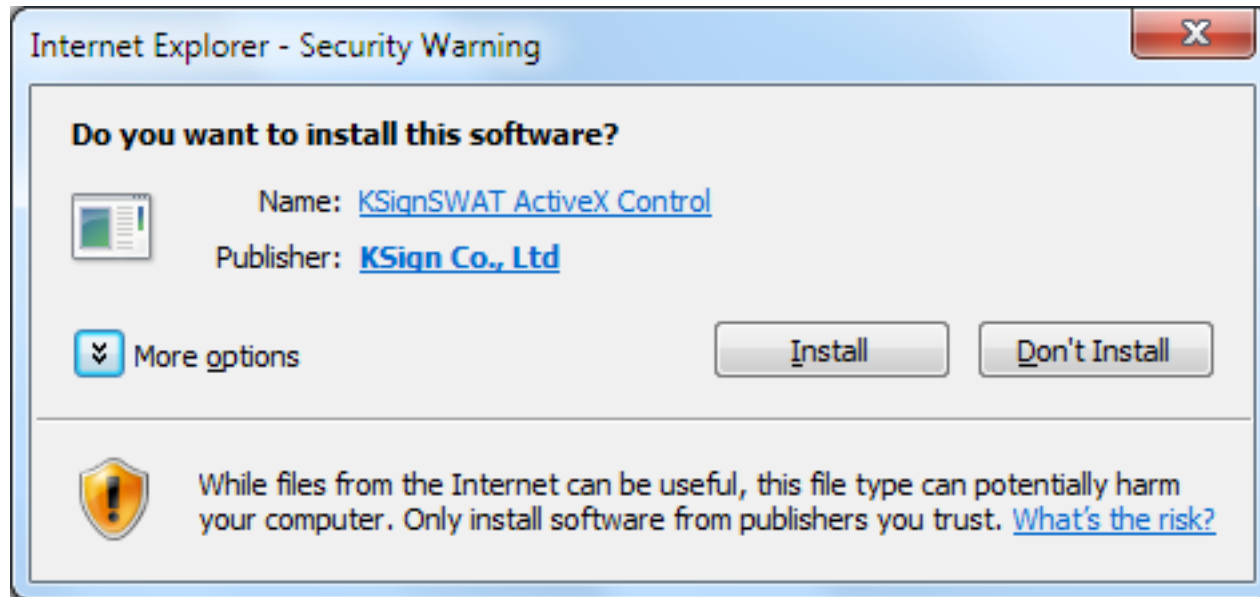 Internet Explorer - Security Warning
Do you want to install this software?
Name: KSignSWAT ActiveX Control
Publisher: KSign Co., Ltd
More options
Install
Don't Install
While files from the Internet can be useful, this file type can potentially harm
your computer. Only install software from publishers you trust. What's the risk?